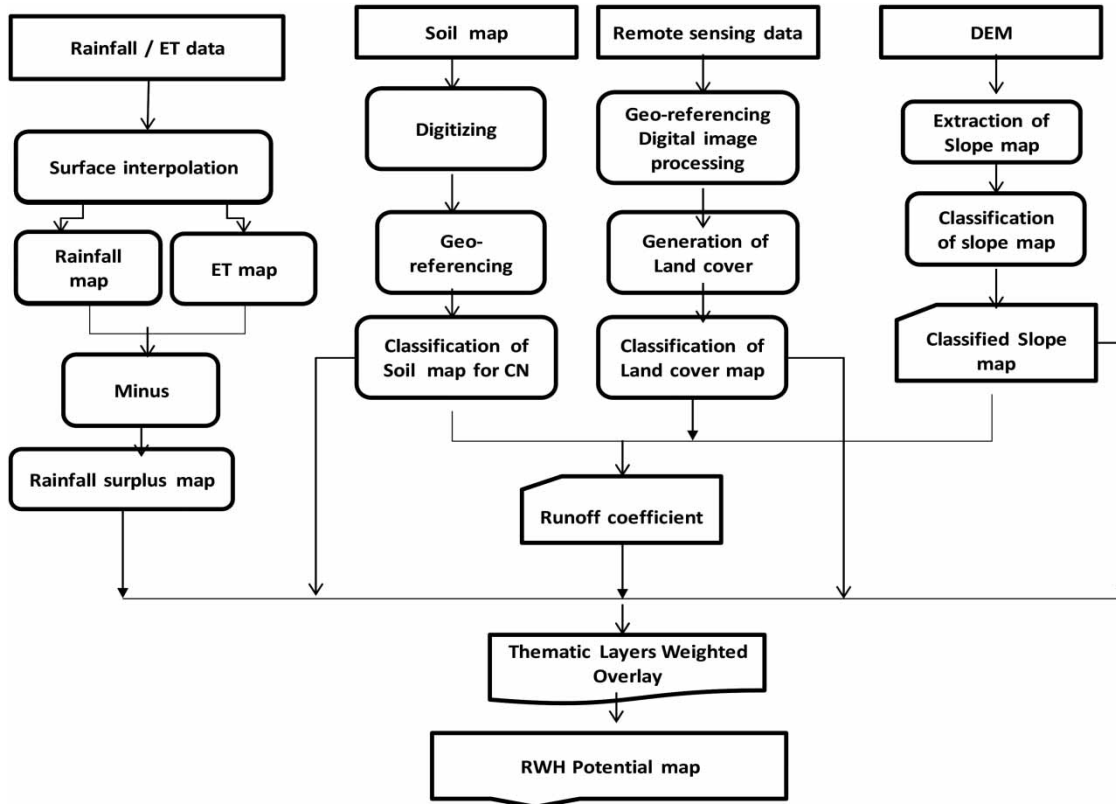 Rainfall / ET data
Soil map
Remote sensing data
DEM
Surface interpolation
Digitizing
Geo-referencing
Digital image
processing
Extraction of
Slope map
Rainfall
map
ET map
Geo-
referencing
Generation of
Land cover
Classification
of slope map
Minus
Classification of
Soil map for CN
Classification of
Land cover map
Classified Slope
map
Rainfall surplus map
Runoff coefficient
Thematic Layers Weighted
Overlay
RWH Potential map